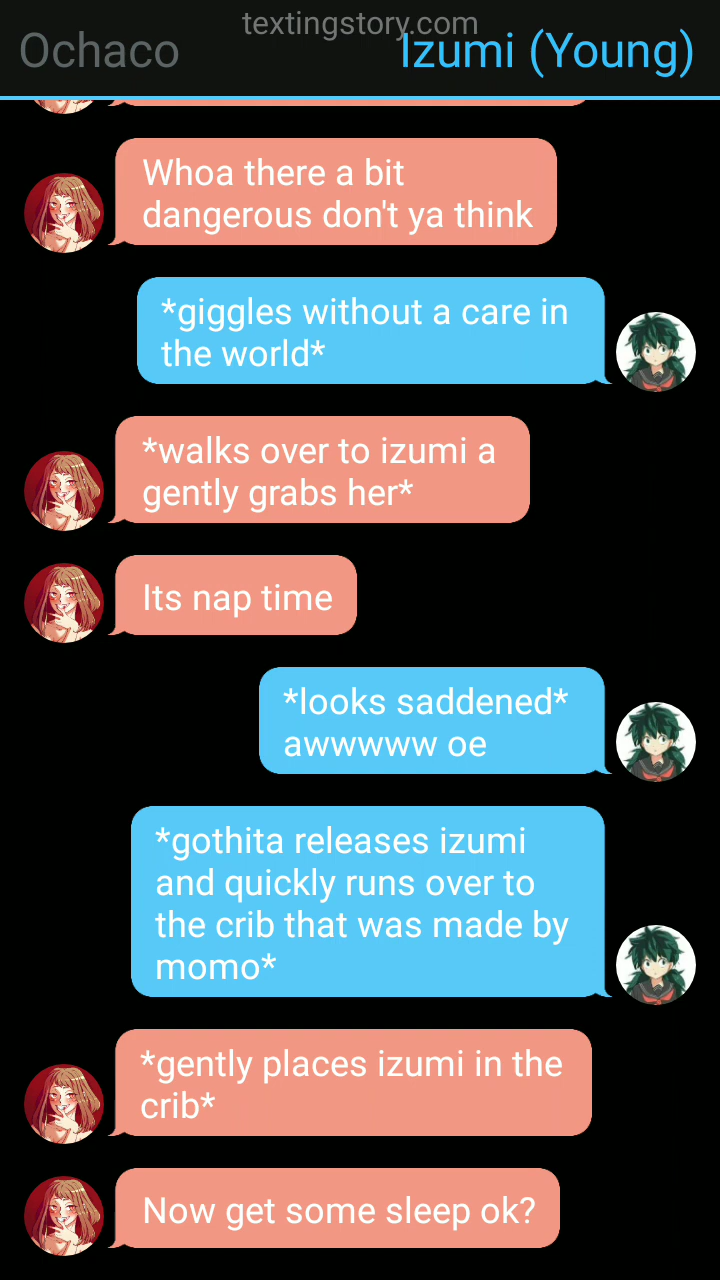 textingstory.com
Ochaco
Izumi (Young)
Whoa there a bit
dangerous don't ya think
*giggles without a care in
the world*
*walks over to izumi a
gently grabs her*
Its nap time
*looks saddened*
awwwww oe
*gothita releases izumi
and quickly runs over to
the crib that was made by
momo*
*gently places izumi in the
crib*
Now get some sleep ok?